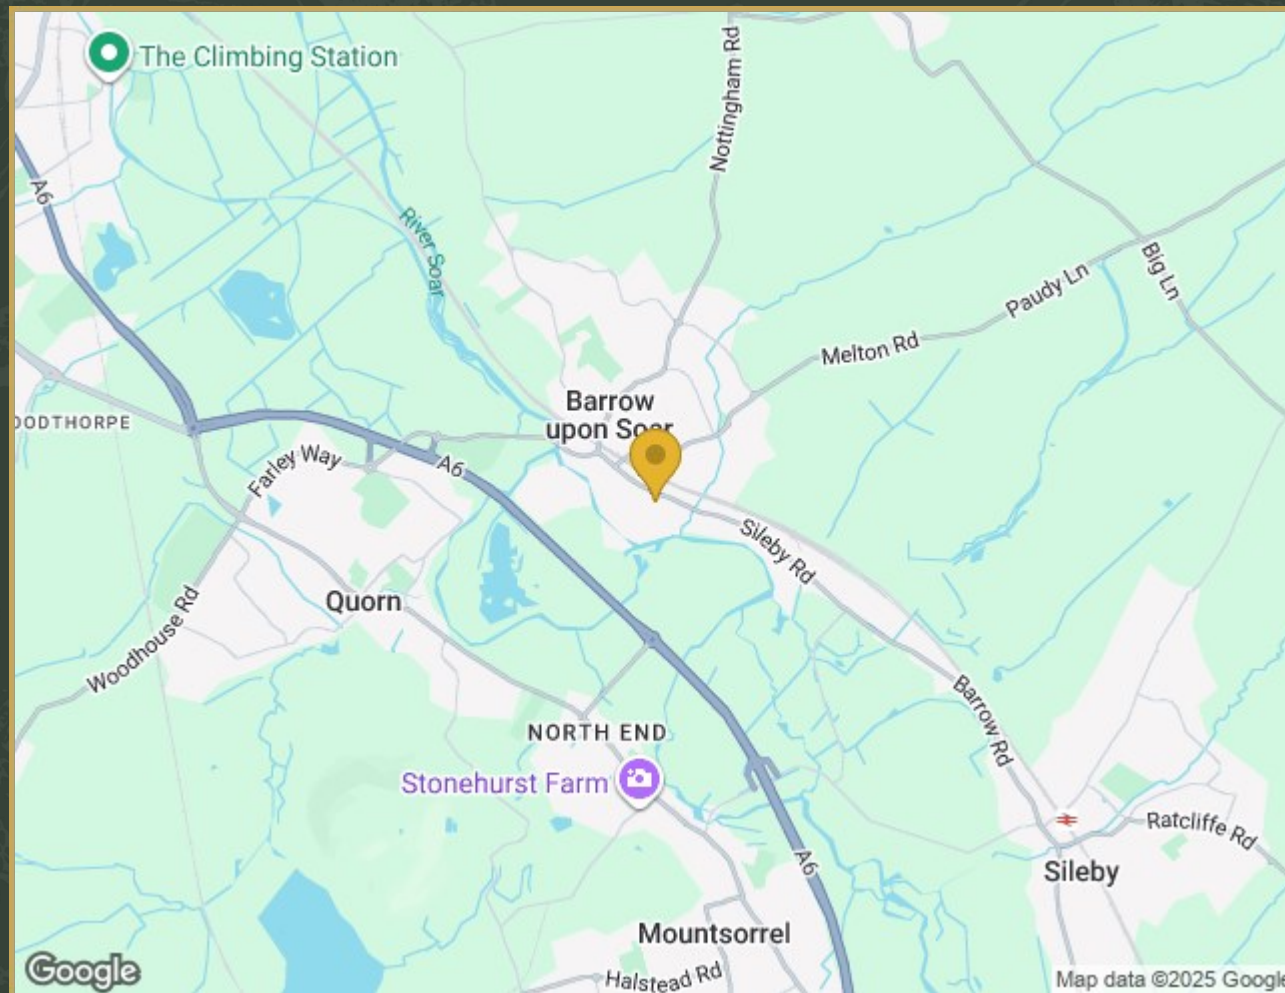 The Climbing Station
Nottingham Rd
A6
River Soar
Big Ln
Paudy Ln
Melton Rd
Barrow
upon Soar
Farley Way
A6
Sileby Rd
Quorn
Woodhouse Rd
Barrow Rd
NORTH END
Stonehurst Farm
Ratcliffe Rd
A6
Sileby
Mountsorrel
Halstead Rd
Google
Map data ©2025 Google